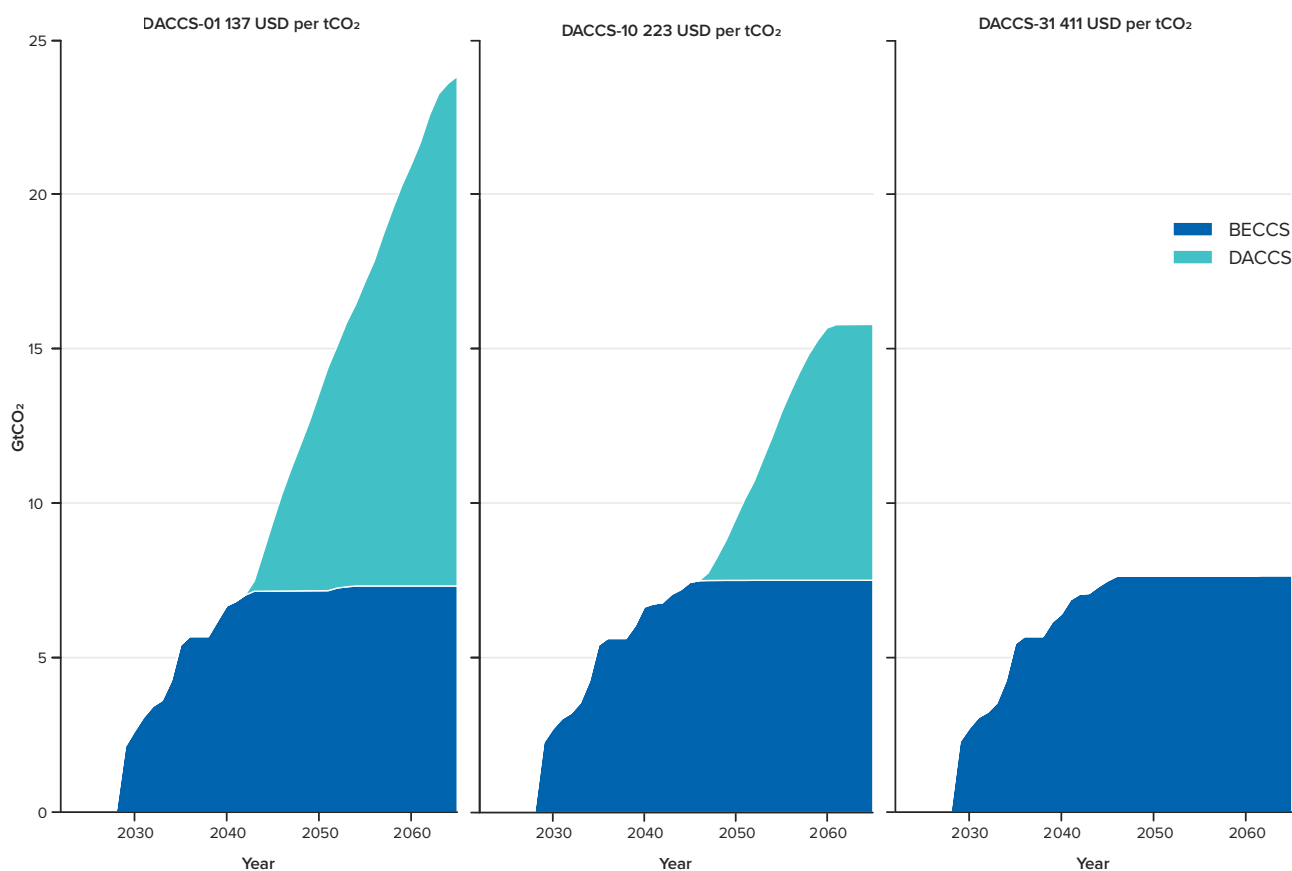 DACCS-01 137 USD per tCO₂
DACCS-10 223 USD per tCO₂
DACCS-31 411 USD per tCO₂
25
20
15
10
5
0
GtCO₂
BECCS
DACCS
2030 2040 2050 2060
2030 2040 2050 2060
2030 2040 2050 2060
Year
Year
Year